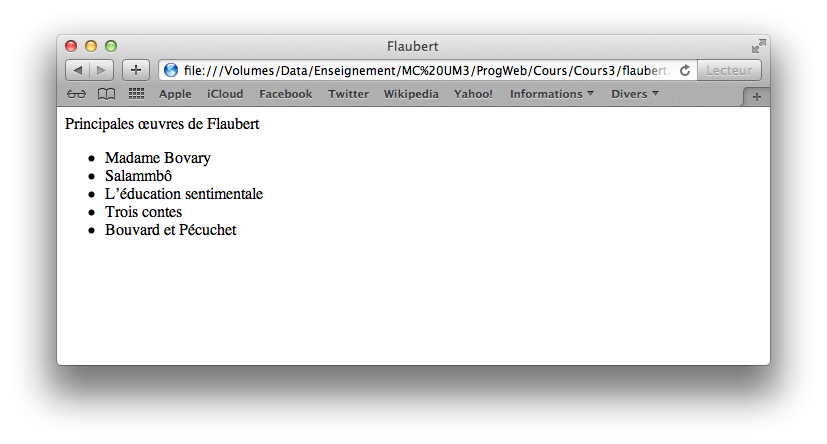 Flaubert
file:///Volumes/Data/Enseignement/MC%20UM3/ProgWeb/Cours/Cours3/flaubert. Lecteur
Apple iCloud Facebook Twitter Wikipedia Yahoo! Informations Divers
Principales œuvres de Flaubert
• Madame Bovary
• Salammbô
• L’éducation sentimentale
• Trois contes
• Bouvard et Pécuchet